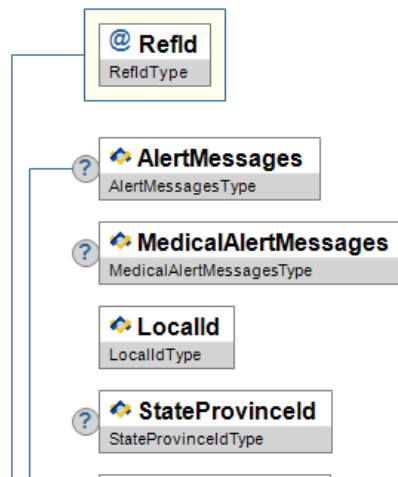 @ RefId
RefIdType
? AlertMessages
AlertMessagesType
? MedicalAlertMessages
MedicalAlertMessagesType
LocalId
LocalIdType
? StateProvinceId
StateProvinceIdType